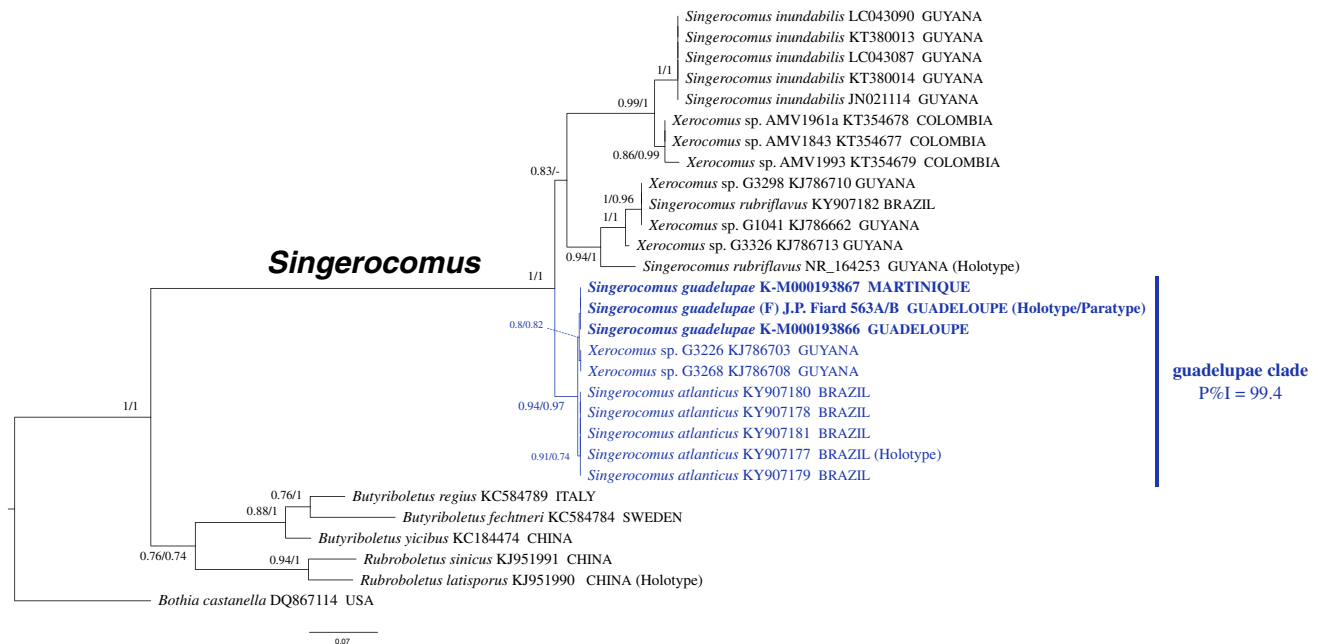 Singerocomus inundabilis LC043090 GUYANA
Singerocomus inundabilis KT380013 GUYANA
Singerocomus inundabilis LC043087 GUYANA
1/1
Singerocomus inundabilis KT380014 GUYANA
Singerocomus inundabilis JN021114 GUYANA
0.99/1
Xerocomus sp. AMV1961a KT354678 COLOMBIA
Xerocomus sp. AMV1843 KT354677 COLOMBIA
0.86/0.99
Xerocomus sp. AMV1993 KT354679 COLOMBIA
0.83/-
Xerocomus sp. G3298 KJ786710 GUYANA
1/0.96
Singerocomus rubriflavus KY907182 BRAZIL
1/1
Xerocomus sp. G1041 KJ786662 GUYANA
Xerocomus sp. G3326 KJ786713 GUYANA
0.94/1
Singerocomus rubriflavus NR_164253 GUYANA (Holotype)
Singerocomus
1/1
Singerocomus guadelupae K-M000193867 MARTINIQUE
Singerocomus guadelupae (F) J.P. Fiard 563A/B GUADELOUPE (Holotype/Paratype)
0.8/0.82
Singerocomus guadelupae K-M000193866 GUADELOUPE
Xerocomus sp. G3226 KJ786703 GUYANA
Xerocomus sp. G3268 KJ786708 GUYANA
guadelupae clade
P%I = 99.4
Singerocomus atlanticus KY907180 BRAZIL
0.94/0.97
Singerocomus atlanticus KY907178 BRAZIL
Singerocomus atlanticus KY907181 BRAZIL
0.91/0.74
Singerocomus atlanticus KY907177 BRAZIL (Holotype)
Singerocomus atlanticus KY907179 BRAZIL
1/1
0.76/1
Butyriboletus regius KC584789 ITALY
0.88/1
Butyriboletus fechtneri KC584784 SWEDEN
Butyriboletus yicibus KC184474 CHINA
0.76/0.74
0.94/1
Rubroboletus sinicus KJ951991 CHINA
Rubroboletus latisporus KJ951990 CHINA (Holotype)
Bothia castanella DQ867114 USA
0.07